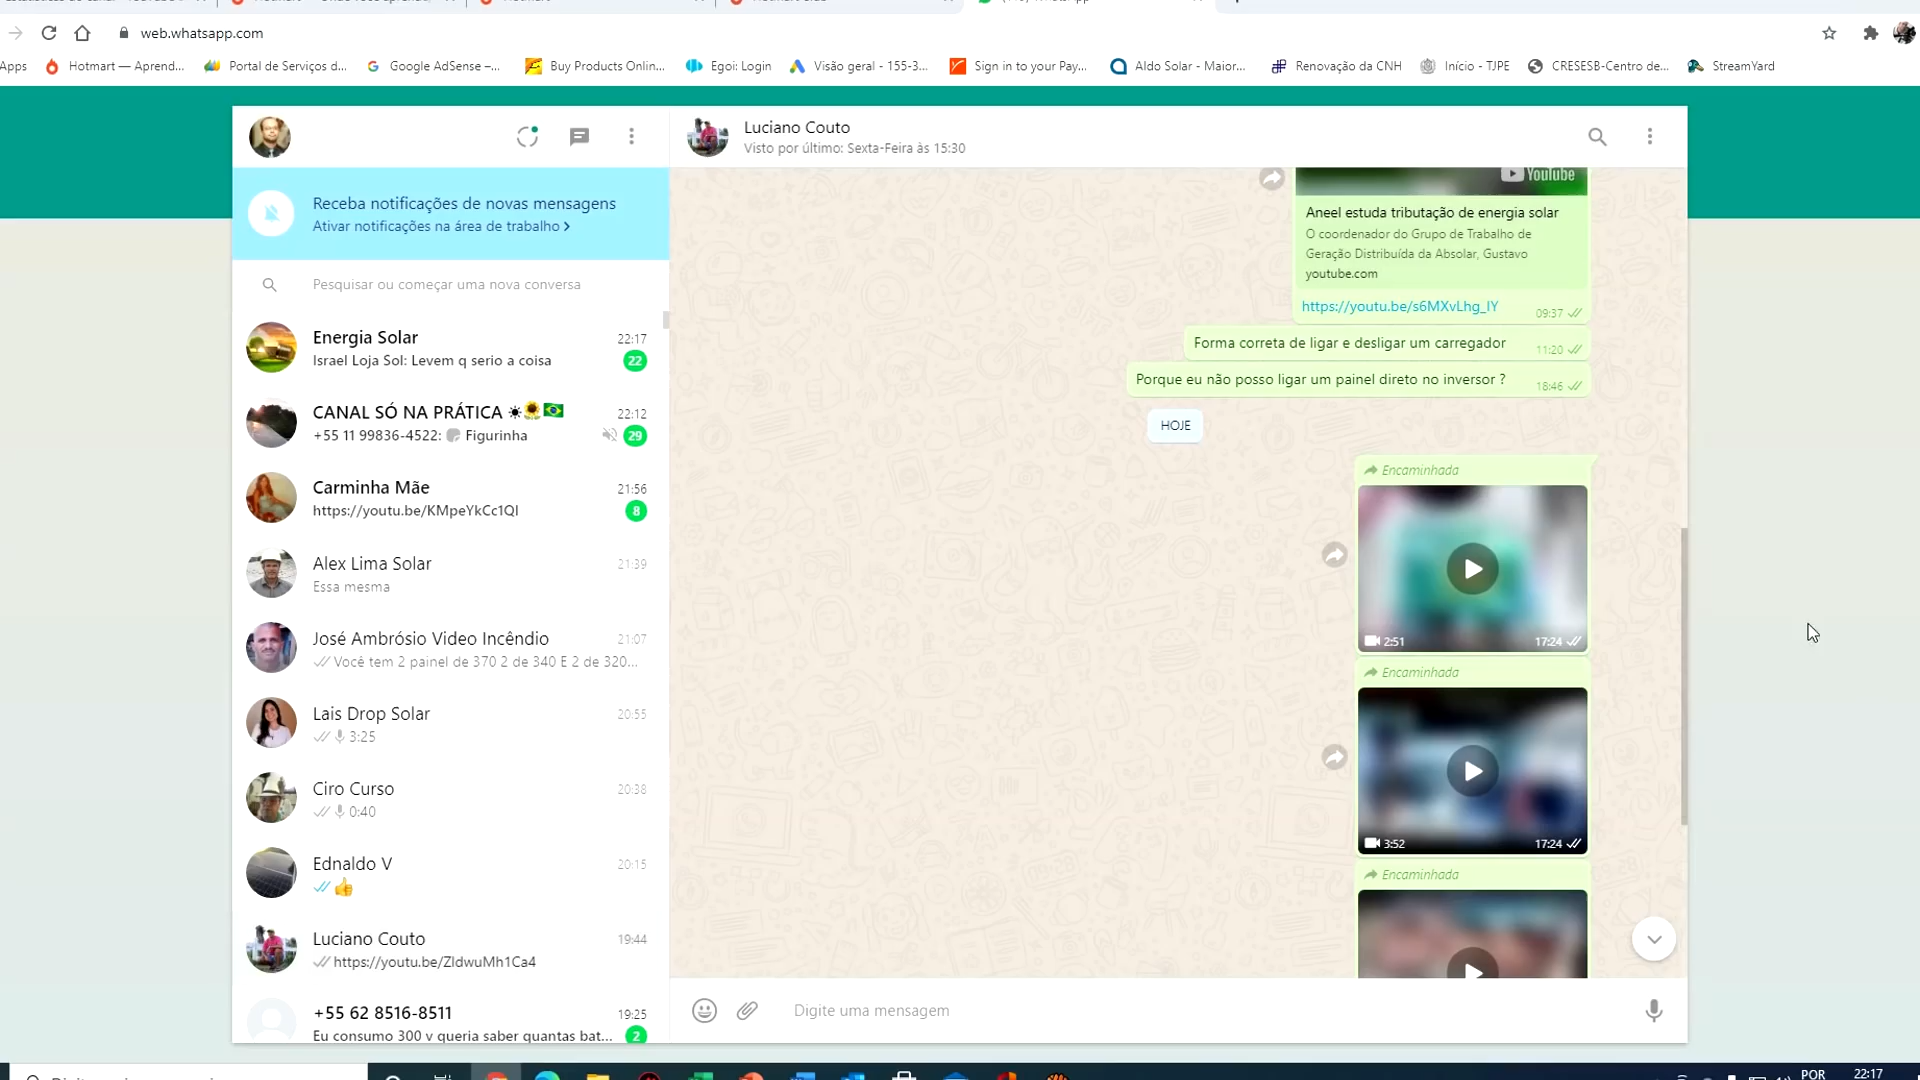 web.whatsapp.com
Apps
Hotmart — Aprend...
Portal de Serviços d...
Google AdSense –...
Buy Products Onlin...
Egoi: Login
Visão geral - 155-3...
Sign in to your Pay...
Aldo Solar - Maior...
Renovação da CNH
Início - TJPE
CRESESB-Centro de...
StreamYard
Receba notificações de novas mensagens
Ativar notificações na área de trabalho >
Pesquisar ou começar uma nova conversa
Energia Solar 22:17
Israel Loja Sol: Levem q serio a coisa 22
CANAL SÓ NA PRÁTICA ☀🌻🇧🇷 22:12
+55 11 99836-4522: Figurinha 29
Carminha Mãe 21:56
https://youtu.be/KMpeYkCc1QI 8
Alex Lima Solar 21:39
Essa mesma
José Ambrósio Video Incêndio 21:07
Você tem 2 painel de 370 2 de 340 E 2 de 320...
Lais Drop Solar 20:55
3:25
Ciro Curso 20:38
0:40
Ednaldo V 20:15
👍
Luciano Couto 19:44
https://youtu.be/ZldwuMh1Ca4
+55 62 8516-8511 19:25
Eu consumo 300 v queria saber quantas bat... 2
Luciano Couto
Visto por último: Sexta-Feira às 15:30
YouTube
Aneel estuda tributação de energia solar
O coordenador do Grupo de Trabalho de
Geração Distribuída da Absolar, Gustavo
youtube.com
https://youtu.be/s6MXvLhg_IY 09:37
Forma correta de ligar e desligar um carregador 11:20
Porque eu não posso ligar um painel direto no inversor ? 18:46
HOJE
Encaminhada
2:51 17:24
Encaminhada
3:52 17:24
Encaminhada
Digite uma mensagem
POR
22:17